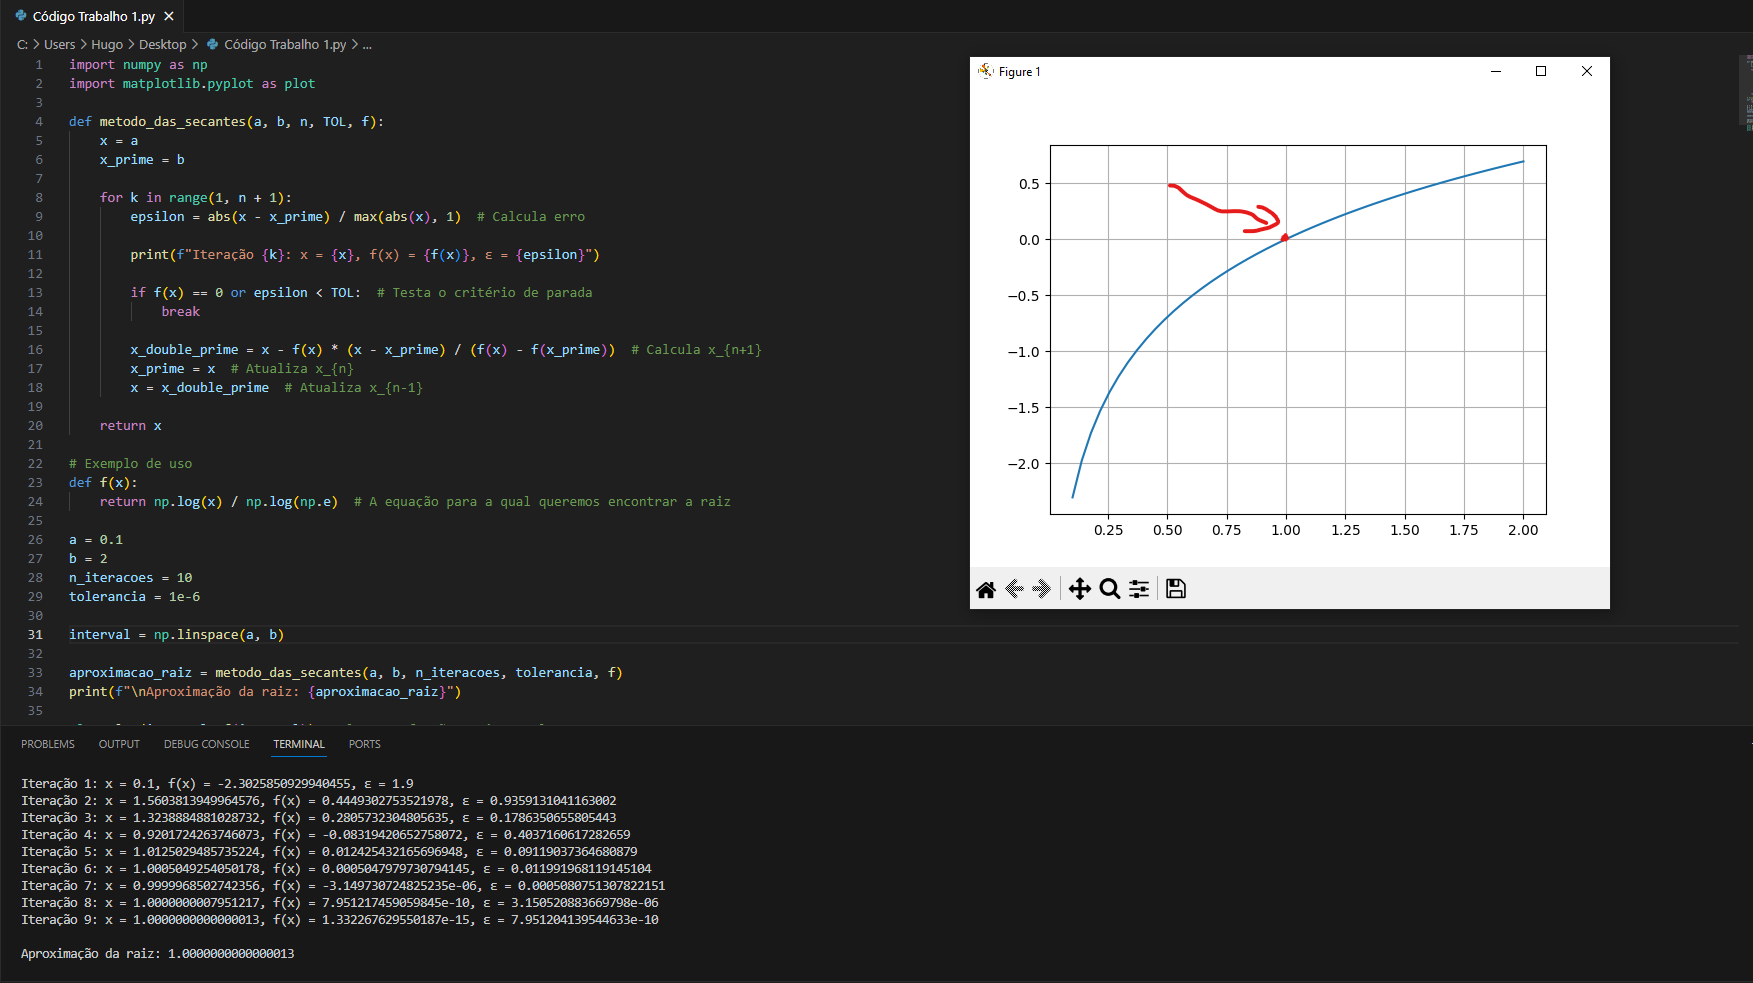 Código Trabalho 1.py
C: > Users > Hugo > Desktop > Código Trabalho 1.py > ...
1 import numpy as np
2 import matplotlib.pyplot as plot
3
4 def metodo_das_secantes(a, b, n, TOL, f):
5     x = a
6     x_prime = b
7
8     for k in range(1, n + 1):
9         epsilon = abs(x - x_prime) / max(abs(x), 1)  # Calcula erro
10
11         print(f"Iteração {k}: x = {x}, f(x) = {f(x)}, ε = {epsilon}")
12
13         if f(x) == 0 or epsilon < TOL:  # Testa o critério de parada
14             break
15
16         x_double_prime = x - f(x) * (x - x_prime) / (f(x) - f(x_prime))  # Calcula x_{n+1}
17         x_prime = x  # Atualiza x_{n}
18         x = x_double_prime  # Atualiza x_{n-1}
19
20     return x
21
22 # Exemplo de uso
23 def f(x):
24     return np.log(x) / np.log(np.e)  # A equação para a qual queremos encontrar a raiz
25
26 a = 0.1
27 b = 2
28 n_iteracoes = 10
29 tolerancia = 1e-6
30
31 interval = np.linspace(a, b)
32
33 aproximacao_raiz = metodo_das_secantes(a, b, n_iteracoes, tolerancia, f)
34 print(f"\nAproximação da raiz: {aproximacao_raiz}")
35
Figure 1
0.5
0.0
−0.5
−1.0
−1.5
−2.0
0.25 0.50 0.75 1.00 1.25 1.50 1.75 2.00
PROBLEMS OUTPUT DEBUG CONSOLE TERMINAL PORTS
Iteração 1: x = 0.1, f(x) = -2.3025850929940455, ε = 1.9
Iteração 2: x = 1.5603813949964576, f(x) = 0.4449302753521978, ε = 0.9359131041163002
Iteração 3: x = 1.3238884881028732, f(x) = 0.2805732304805635, ε = 0.1786350655805443
Iteração 4: x = 0.9201724263746073, f(x) = -0.08319420652758072, ε = 0.4037160617282659
Iteração 5: x = 1.0125029485735224, f(x) = 0.012425432165696948, ε = 0.09119037364680879
Iteração 6: x = 1.0005049254050178, f(x) = 0.0005047979730794145, ε = 0.011991968119145104
Iteração 7: x = 0.9999968502742356, f(x) = -3.149730724825235e-06, ε = 0.0005080751307822151
Iteração 8: x = 1.0000000007951217, f(x) = 7.951217459059845e-10, ε = 3.150520883669798e-06
Iteração 9: x = 1.0000000000000013, f(x) = 1.332267629550187e-15, ε = 7.951204139544633e-10
Aproximação da raiz: 1.0000000000000013